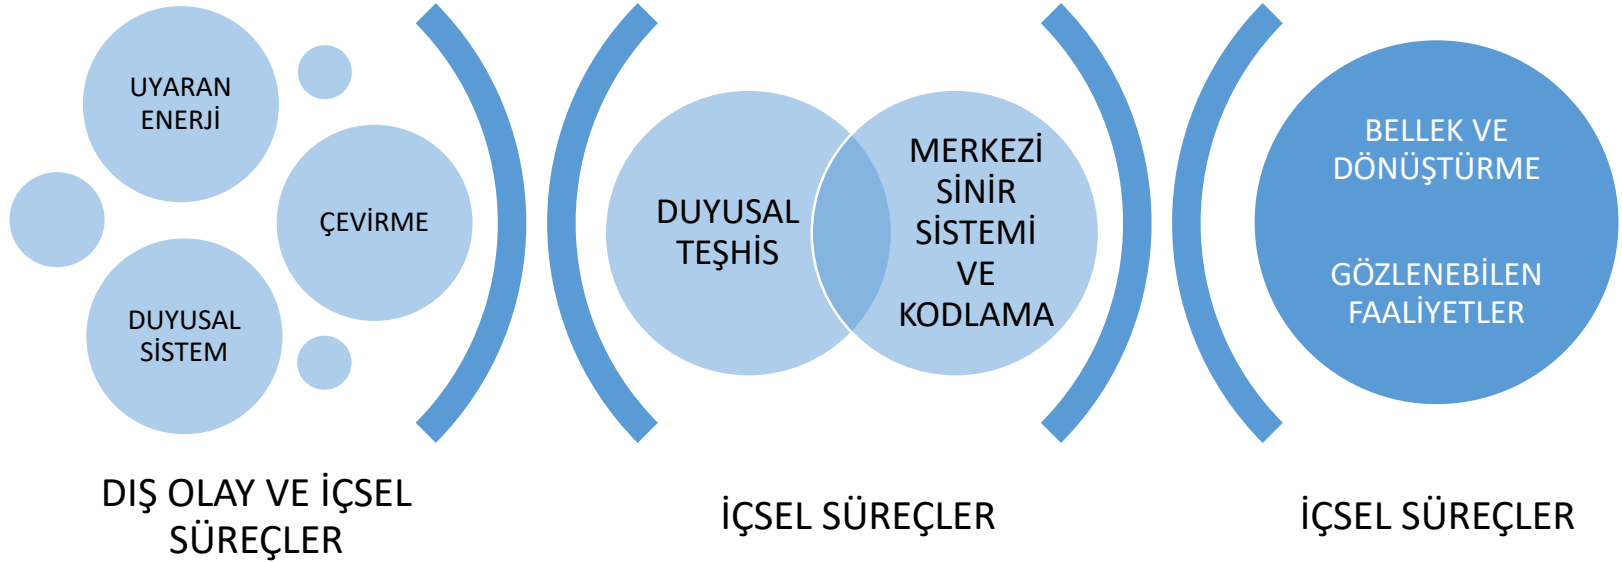 UYARAN
ENERJİ
ÇEVİRME
DUYUSAL
SİSTEM
DIŞ OLAY VE İÇSEL
SÜREÇLER
DUYUSAL
TEŞHİS
MERKEZİ
SİNİR
SİSTEMİ
VE
KODLAMA
İÇSEL SÜREÇLER
BELLEK VE
DÖNÜŞTÜRME
GÖZLENEBİLEN
FAALİYETLER
İÇSEL SÜREÇLER